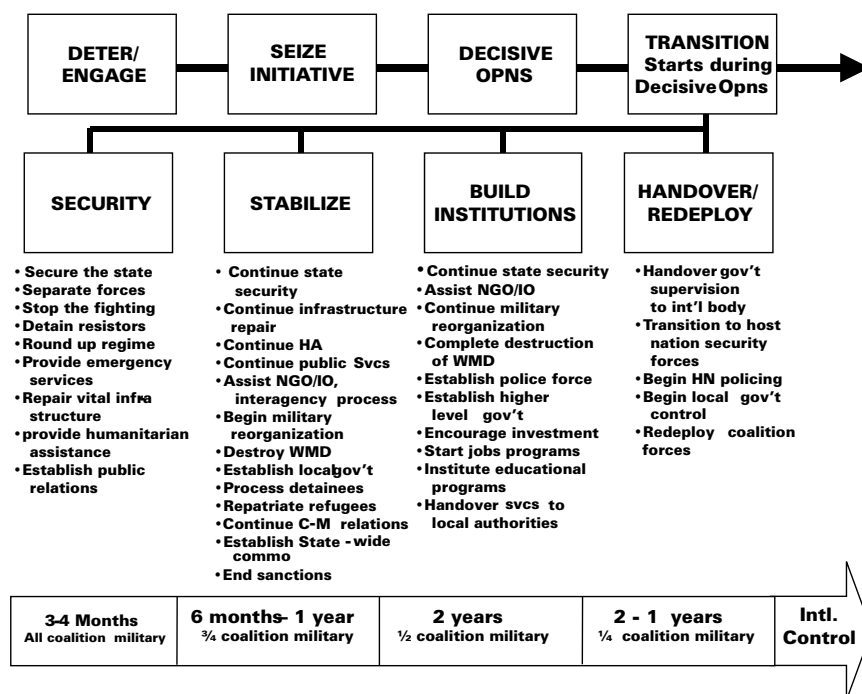 DETER/
ENGAGE
SEIZE
INITIATIVE
DECISIVE
OPNS
TRANSITION
Starts during
Decisive Opns
SECURITY
STABILIZE
BUILD
INSTITUTIONS
HANDOVER/
REDEPLOY
• Secure the state
• Separate forces
• Stop the fighting
• Detain resistors
• Round up regime
• Provide emergency
services
• Repair vital infra-
structure
• provide humanitarian
assistance
• Establish public
relations
• Continue state
security
• Continue infrastructure
repair
• Continue HA
• Continue public Svcs
• Assist NGO/IO,
interagency process
• Begin military
reorganization
• Destroy WMD
• Establish local gov't
• Process detainees
• Repatriate refugees
• Continue C-M relations
• Establish State - wide
commo
• End sanctions
• Continue state security
• Assist NGO/IO
• Continue military
reorganization
• Complete destruction
of WMD
• Establish police force
• Establish higher
level gov't
• Encourage investment
• Start jobs programs
• Institute educational
programs
• Handover svcs to
local authorities
• Handover gov't
supervision
to int'l body
• Transition to host
nation security
forces
• Begin HN policing
• Begin local gov't
control
• Redeploy coalition
forces
3-4 Months
All coalition military
6 months– 1 year
¾ coalition military
2 years
½ coalition military
2 - 1 years
¼ coalition military
Intl.
Control